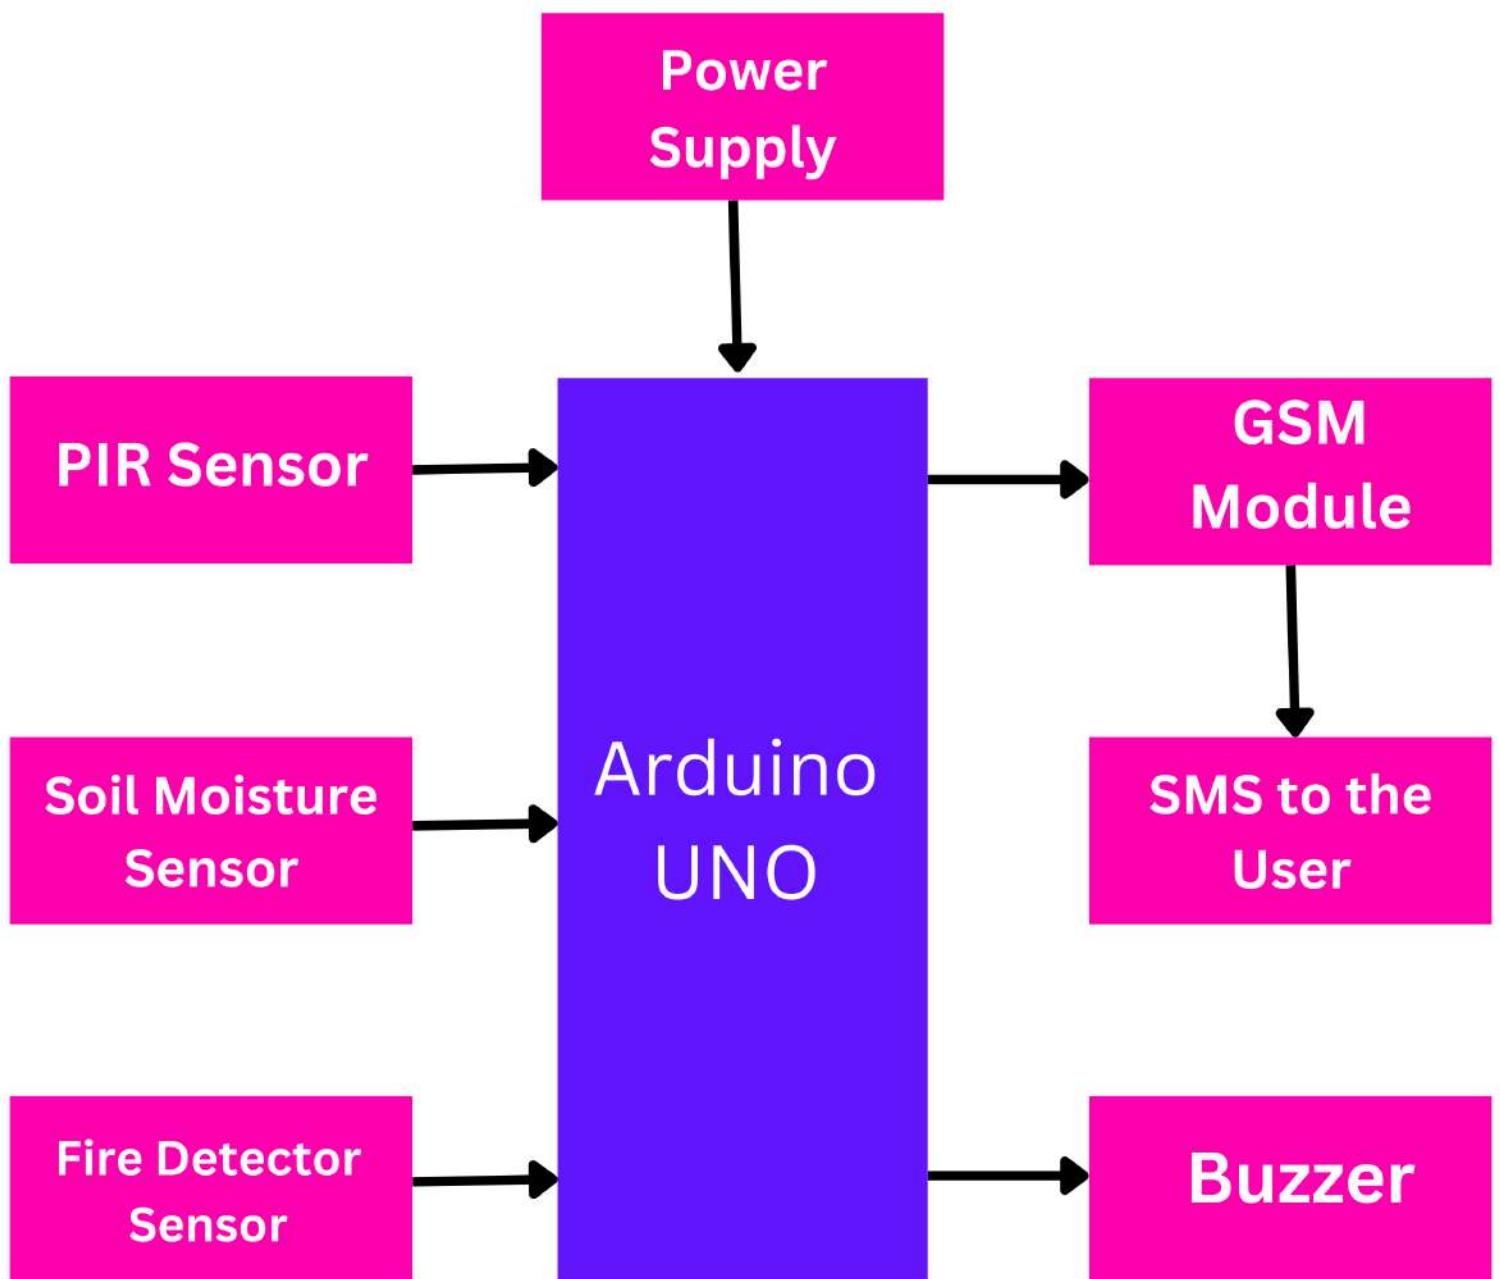 Power
Supply
PIR Sensor
GSM
Module
Soil Moisture
Sensor
Arduino
UNO
SMS to the
User
Fire Detector
Sensor
Buzzer